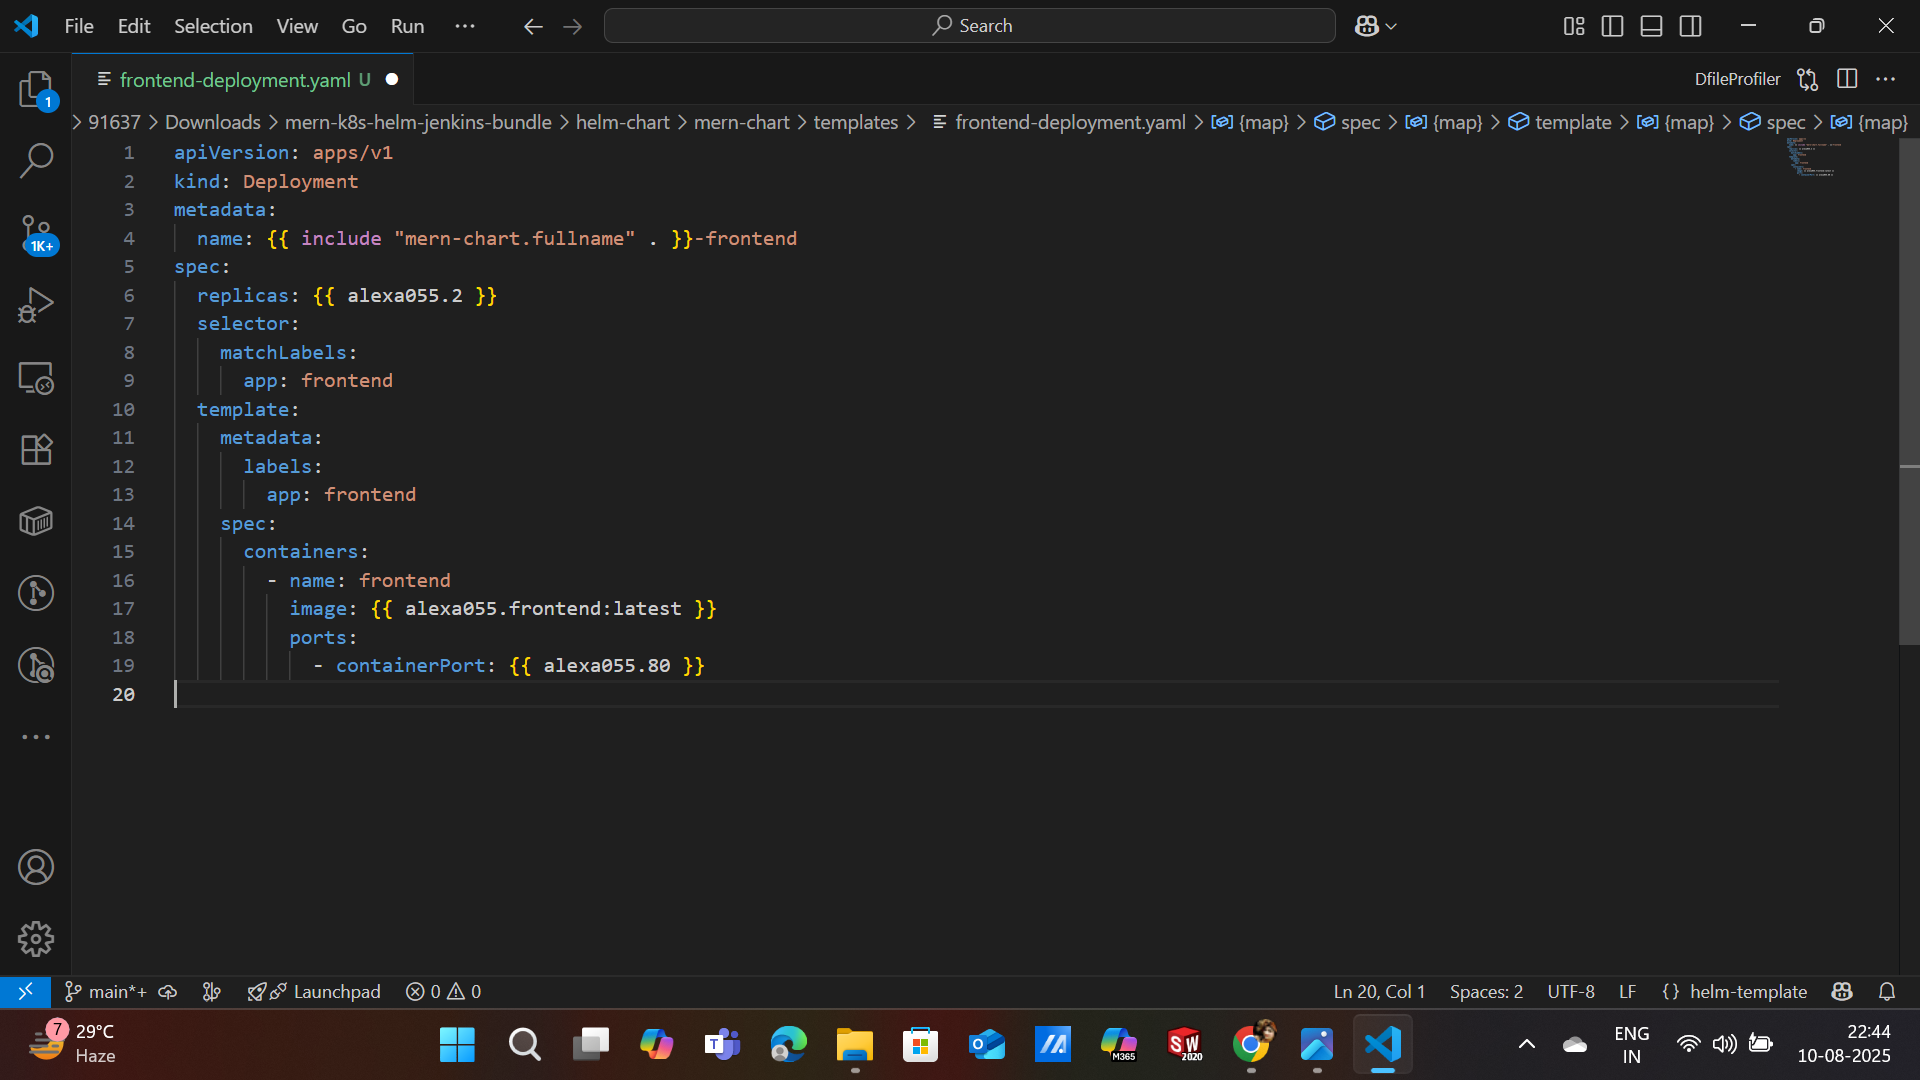 File Edit Selection View Go Run ··· Search
frontend-deployment.yaml U DfileProfiler
91637 > Downloads > mern-k8s-helm-jenkins-bundle > helm-chart > mern-chart > templates > frontend-deployment.yaml > {map} > spec > {map} > template > {map} > spec > {map}
1 apiVersion: apps/v1
2 kind: Deployment
3 metadata:
4   name: {{ include "mern-chart.fullname" . }}-frontend
5 spec:
6   replicas: {{ alexa055.2 }}
7   selector:
8     matchLabels:
9       app: frontend
10   template:
11     metadata:
12       labels:
13         app: frontend
14     spec:
15       containers:
16         - name: frontend
17           image: {{ alexa055.frontend:latest }}
18           ports:
19             - containerPort: {{ alexa055.80 }}
20
1
1K+
main*+ Launchpad 0 0 Ln 20, Col 1 Spaces: 2 UTF-8 LF {} helm-template
7 29°C
Haze
T
M365
SW 2020
ENG
IN
22:44
10-08-2025